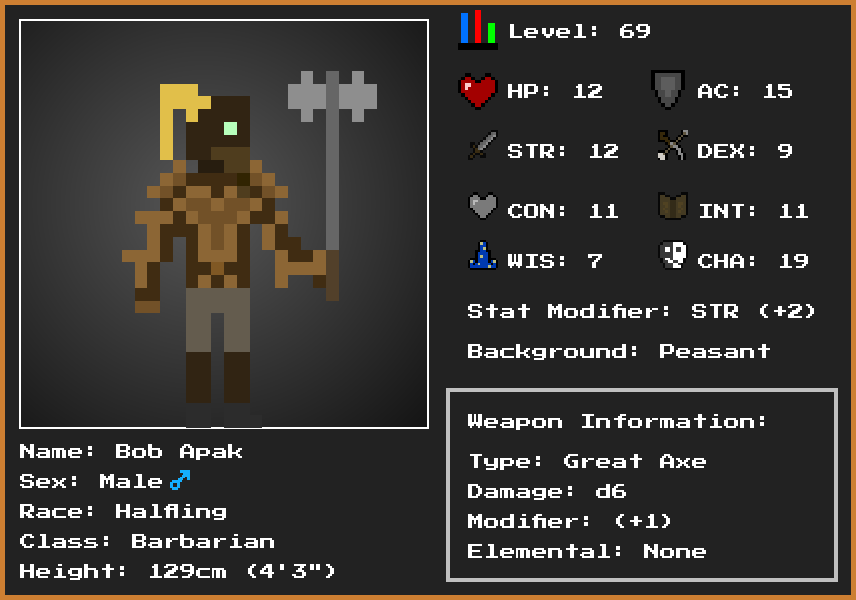 Level: 69
HP: 12 AC: 15
STR: 12 DEX: 9
CON: 11 INT: 11
WIS: 7 CHA: 19
Stat Modifier: STR (+2)
Background: Peasant
Name: Bob Apak
Sex: Male♂
Race: Halfling
Class: Barbarian
Height: 129cm (4'3")
Weapon Information:
Type: Great Axe
Damage: d6
Modifier: (+1)
Elemental: None